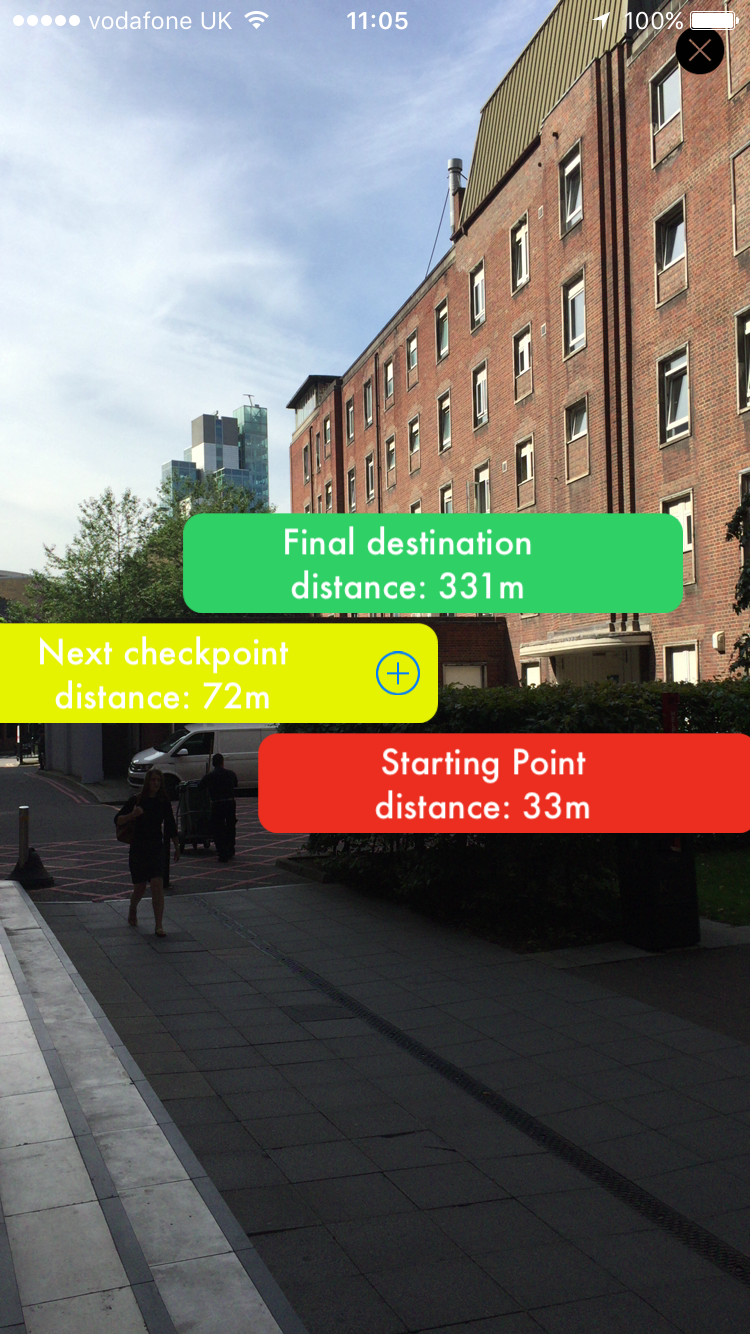 vodafone UK 11:05 100%
Final destination
distance: 331m
Next checkpoint
distance: 72m
Starting Point
distance: 33m